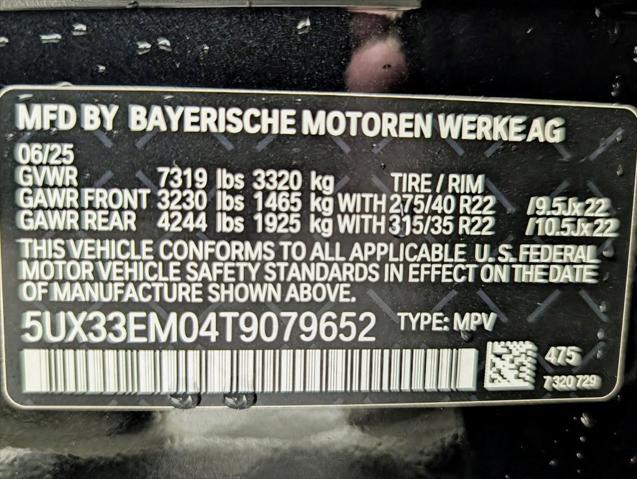 MFD BY BAYERISCHE MOTOREN WERKE AG
06/25
GVWR 7319 lbs 3320 kg TIRE / RIM
GAWR FRONT 3230 lbs 1465 kg WITH 275/40 R22 /9.5Jx22
GAWR REAR 4244 lbs 1925 kg WITH 315/35 R22 /10.5Jx22
THIS VEHICLE CONFORMS TO ALL APPLICABLE U.S. FEDERAL
MOTOR VEHICLE SAFETY STANDARDS IN EFFECT ON THE DATE
OF MANUFACTURE SHOWN ABOVE.
5UX33EM04T9079652 TYPE: MPV
475
7 320 729